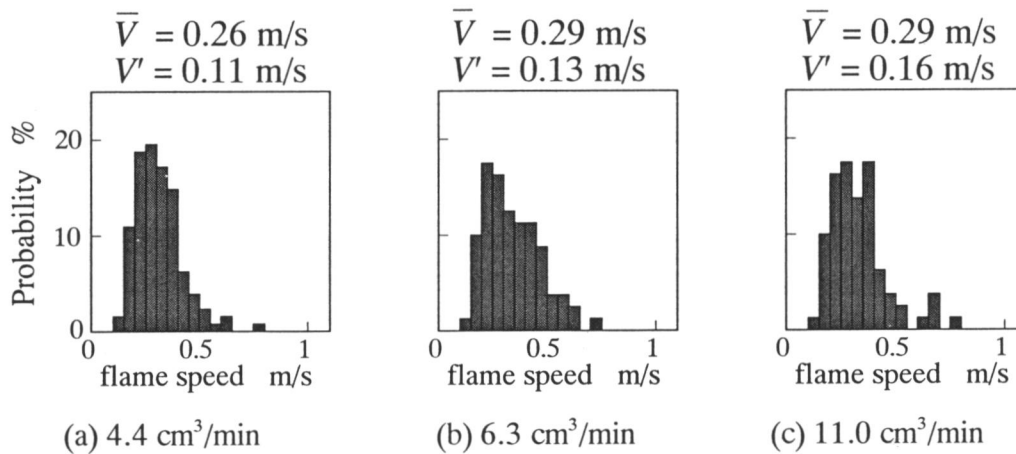 V̅ = 0.26 m/s
V' = 0.11 m/s
V̅ = 0.29 m/s
V' = 0.13 m/s
V̅ = 0.29 m/s
V' = 0.16 m/s
Probability %
20
10
0
0 0.5 1
flame speed m/s
0 0.5 1
flame speed m/s
0 0.5 1
flame speed m/s
(a) 4.4 cm³/min
(b) 6.3 cm³/min
(c) 11.0 cm³/min